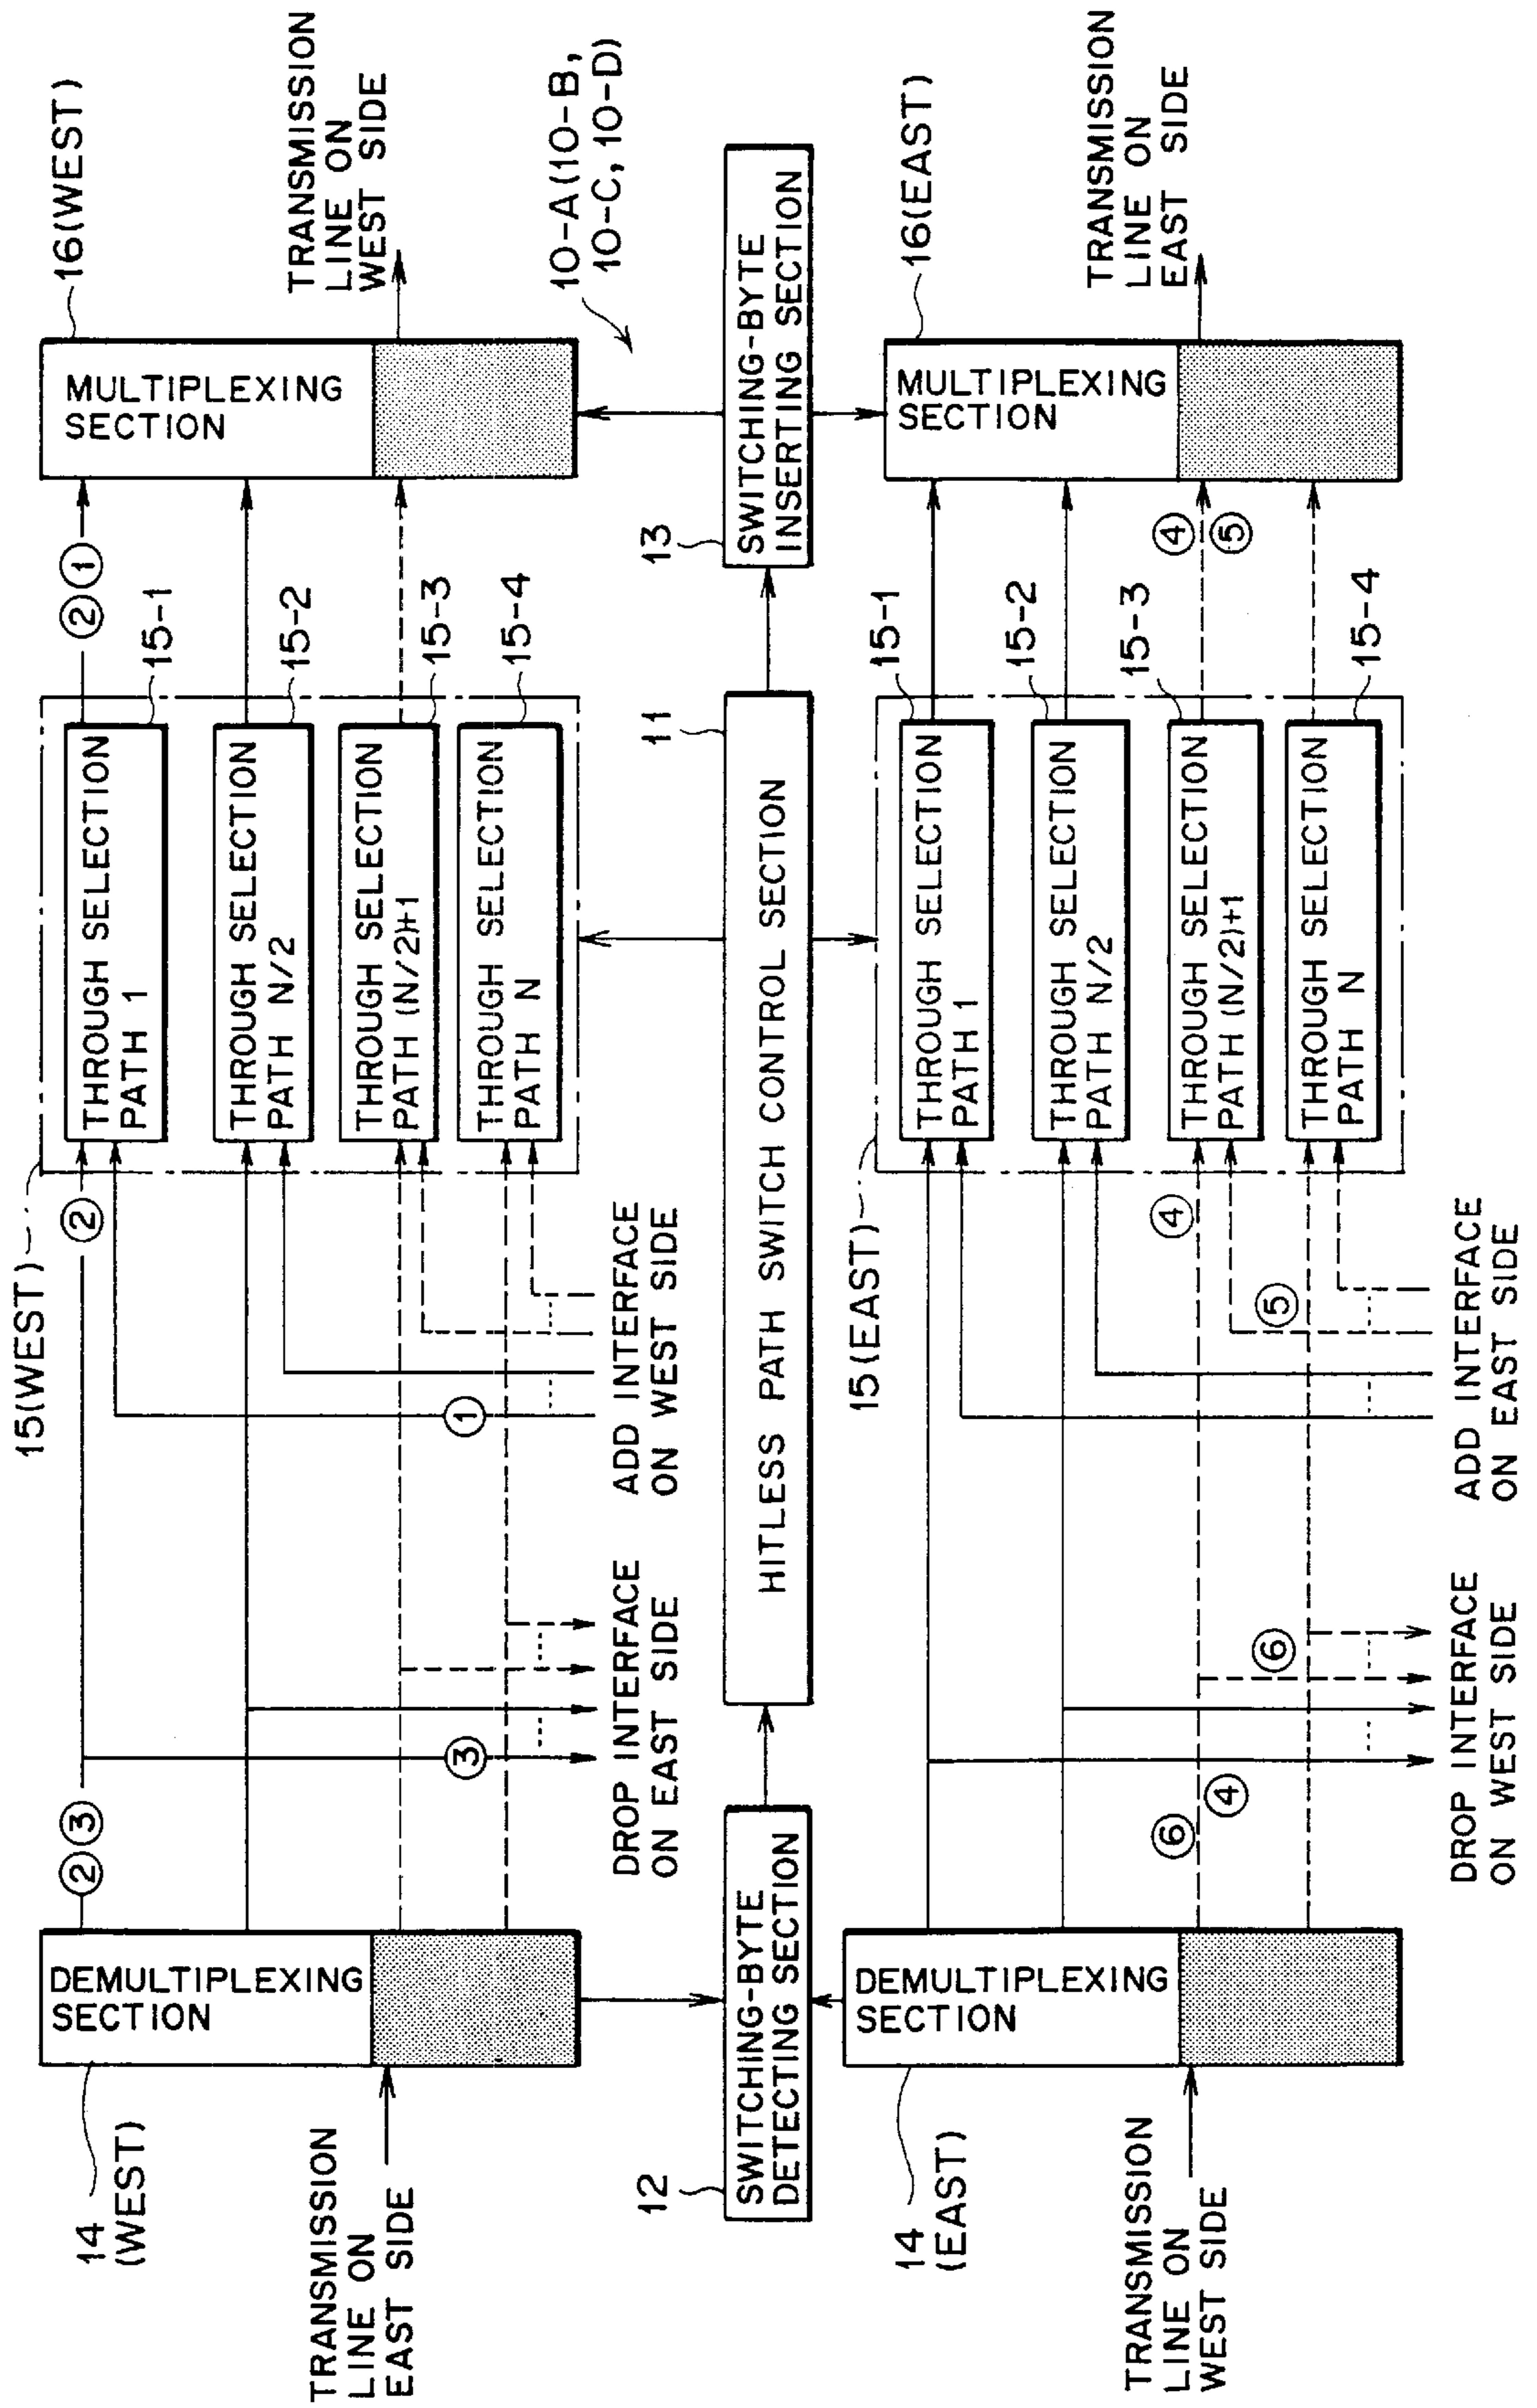 14
(WEST)
TRANSMISSION
LINE ON
EAST SIDE
DEMULTIPLEXING
SECTION
② ③
③
DROP INTERFACE
ON EAST SIDE
①
ADD INTERFACE
ON WEST SIDE
②
15(WEST)
THROUGH SELECTION
PATH 1
15-1
THROUGH SELECTION
PATH N/2
15-2
THROUGH SELECTION
PATH (N/2)+1
15-3
THROUGH SELECTION
PATH N
15-4
② ①
MULTIPLEXING
SECTION
16(WEST)
TRANSMISSION
LINE ON
WEST SIDE
10-A(10-B,
10-C, 10-D)
12
SWITCHING-BYTE
DETECTING SECTION
HITLESS PATH SWITCH CONTROL SECTION
11
13
SWITCHING-BYTE
INSERTING SECTION
14
(EAST)
TRANSMISSION
LINE ON
WEST SIDE
DEMULTIPLEXING
SECTION
⑥
④
⑥
DROP INTERFACE
ON WEST SIDE
⑤
ADD INTERFACE
ON EAST SIDE
④
15(EAST)
THROUGH SELECTION
PATH 1
15-1
THROUGH SELECTION
PATH N/2
15-2
THROUGH SELECTION
PATH (N/2)+1
15-3
THROUGH SELECTION
PATH N
15-4
④
⑤
MULTIPLEXING
SECTION
16(EAST)
TRANSMISSION
LINE ON
EAST SIDE